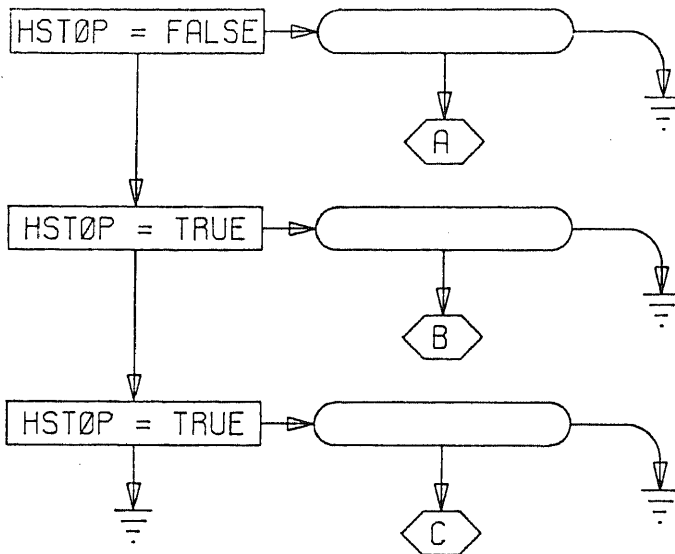 HSTØP = FALSE
A
HSTØP = TRUE
B
HSTØP = TRUE
C